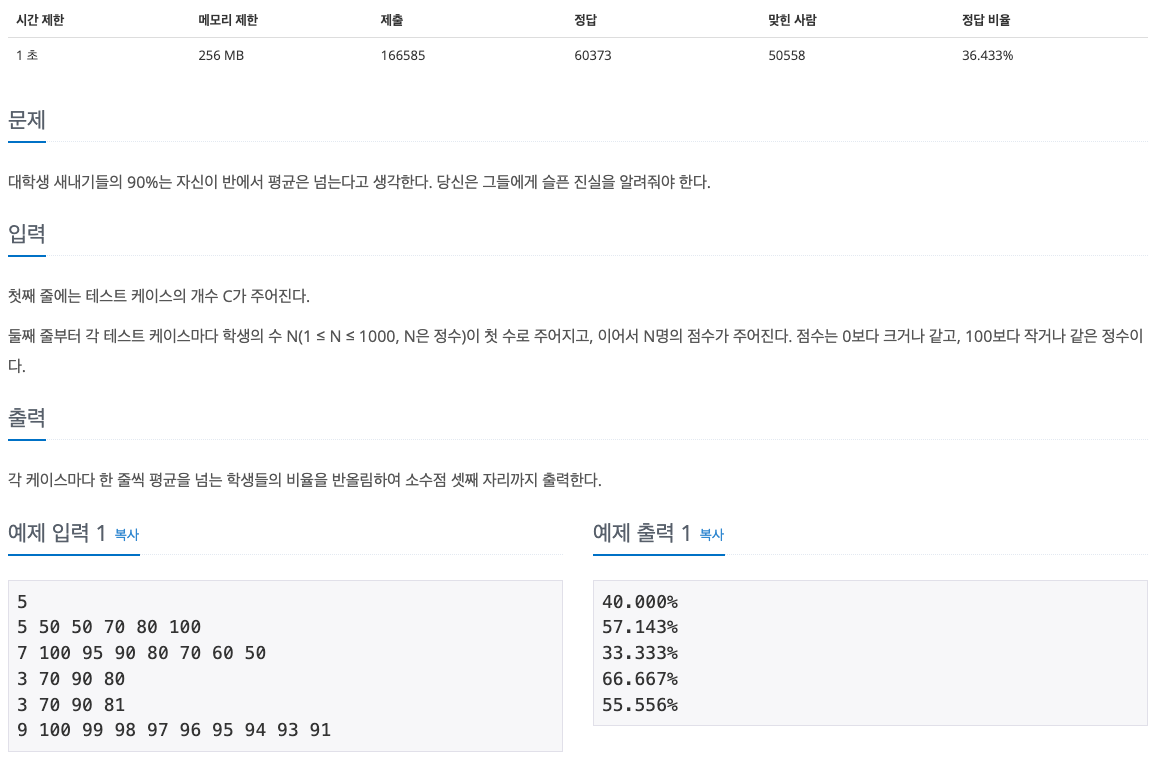 시간 제한 메모리 제한 제출 정답 맞힌 사람 정답 비율
1 초 256 MB 166585 60373 50558 36.433%
문제
대학생 새내기들의 90%는 자신이 반에서 평균은 넘는다고 생각한다. 당신은 그들에게 슬픈 진실을 알려줘야 한다.
입력
첫째 줄에는 테스트 케이스의 개수 C가 주어진다.
둘째 줄부터 각 테스트 케이스마다 학생의 수 N(1 ≤ N ≤ 1000, N은 정수)이 첫 수로 주어지고, 이어서 N명의 점수가 주어진다. 점수는 0보다 크거나 같고, 100보다 작거나 같은 정수이
다.
출력
각 케이스마다 한 줄씩 평균을 넘는 학생들의 비율을 반올림하여 소수점 셋째 자리까지 출력한다.
예제 입력 1 복사
5
5 50 50 70 80 100
7 100 95 90 80 70 60 50
3 70 90 80
3 70 90 81
9 100 99 98 97 96 95 94 93 91
예제 출력 1 복사
40.000%
57.143%
33.333%
66.667%
55.556%